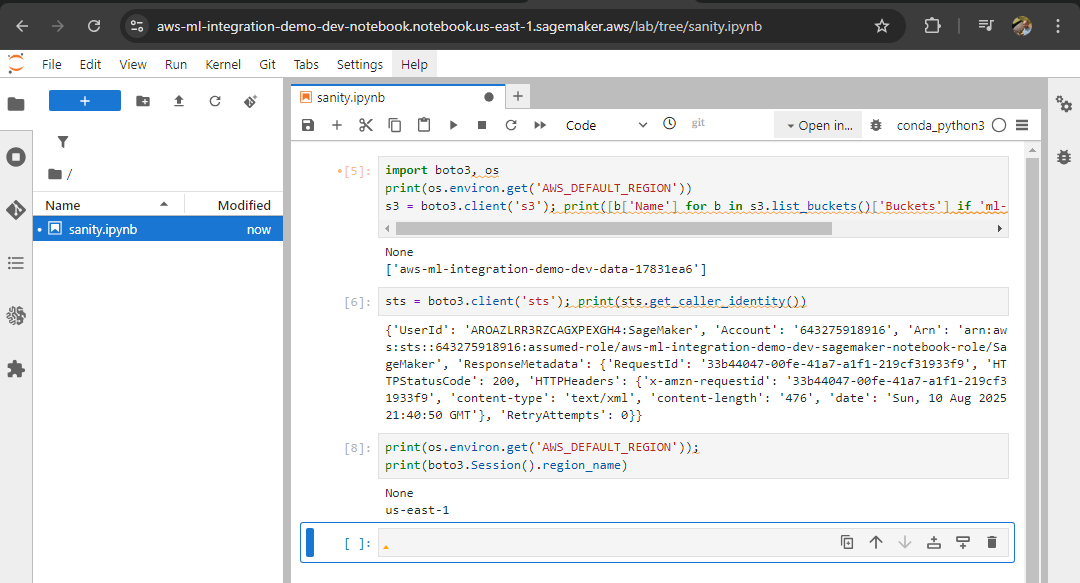 aws-ml-integration-demo-dev-notebook.notebook.us-east-1.sagemaker.aws/lab/tree/sanity.ipynb
File Edit View Run Kernel Git Tabs Settings Help
sanity.ipynb
Code git Open in... conda_python3
/
Name Modified
sanity.ipynb now
[5]:
import boto3, os
print(os.environ.get('AWS_DEFAULT_REGION'))
s3 = boto3.client('s3'); print([b['Name'] for b in s3.list_buckets()['Buckets'] if 'ml-
None
['aws-ml-integration-demo-dev-data-17831ea6']
[6]:
sts = boto3.client('sts'); print(sts.get_caller_identity())
{'UserId': 'AROAZLRR3RZCAGXPEXGH4:SageMaker', 'Account': '643275918916', 'Arn': 'arn:aw
s:sts::643275918916:assumed-role/aws-ml-integration-demo-dev-sagemaker-notebook-role/Sa
geMaker', 'ResponseMetadata': {'RequestId': '33b44047-00fe-41a7-a1f1-219cf31933f9', 'HT
TPStatusCode': 200, 'HTTPHeaders': {'x-amzn-requestid': '33b44047-00fe-41a7-a1f1-219cf3
1933f9', 'content-type': 'text/xml', 'content-length': '476', 'date': 'Sun, 10 Aug 2025
21:40:50 GMT'}, 'RetryAttempts': 0}}
[8]:
print(os.environ.get('AWS_DEFAULT_REGION'));
print(boto3.Session().region_name)
None
us-east-1
[ ]: